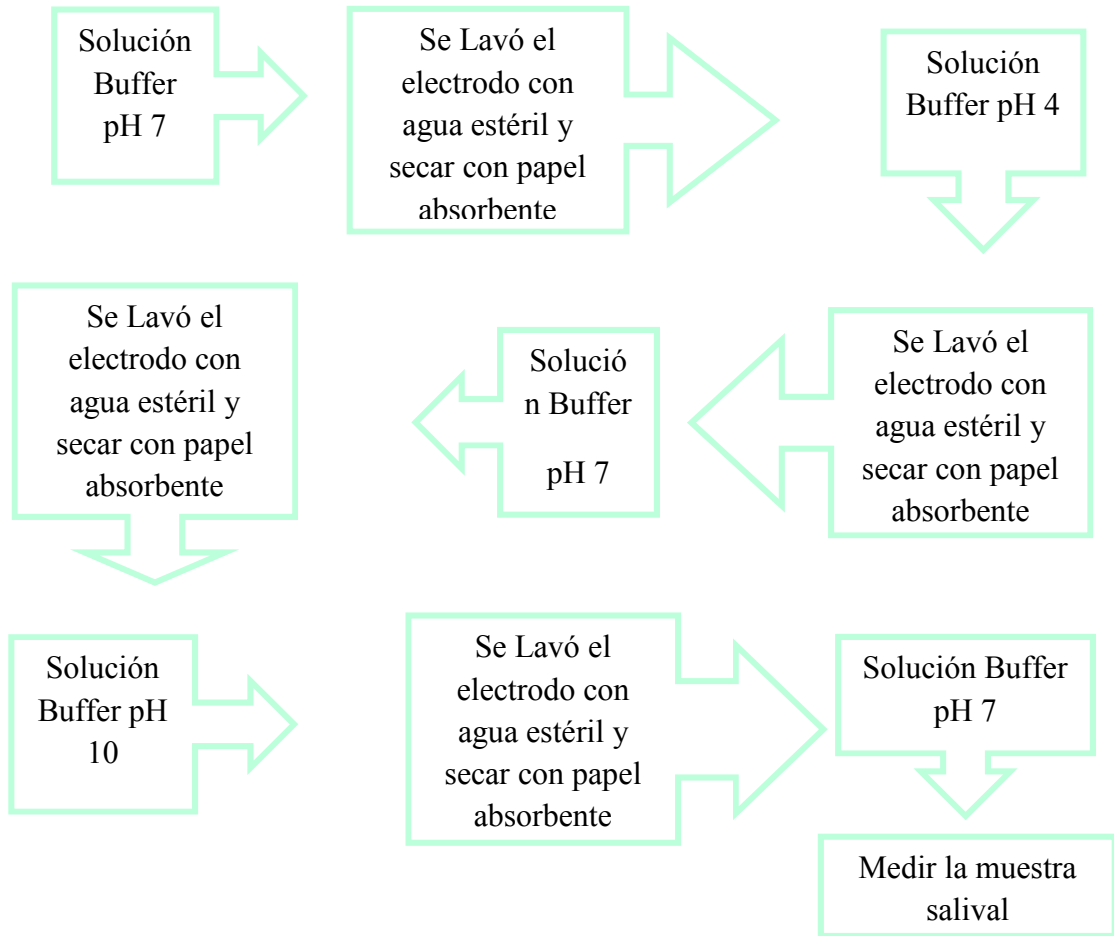 Solución
Buffer
pH 7
Se Lavó el
electrodo con
agua estéril y
secar con papel
absorbente
Solución
Buffer pH 4
Se Lavó el
electrodo con
agua estéril y
secar con papel
absorbente
Solució
n Buffer
pH 7
Se Lavó el
electrodo con
agua estéril y
secar con papel
absorbente
Solución
Buffer pH
10
Se Lavó el
electrodo con
agua estéril y
secar con papel
absorbente
Solución Buffer
pH 7
Medir la muestra
salival